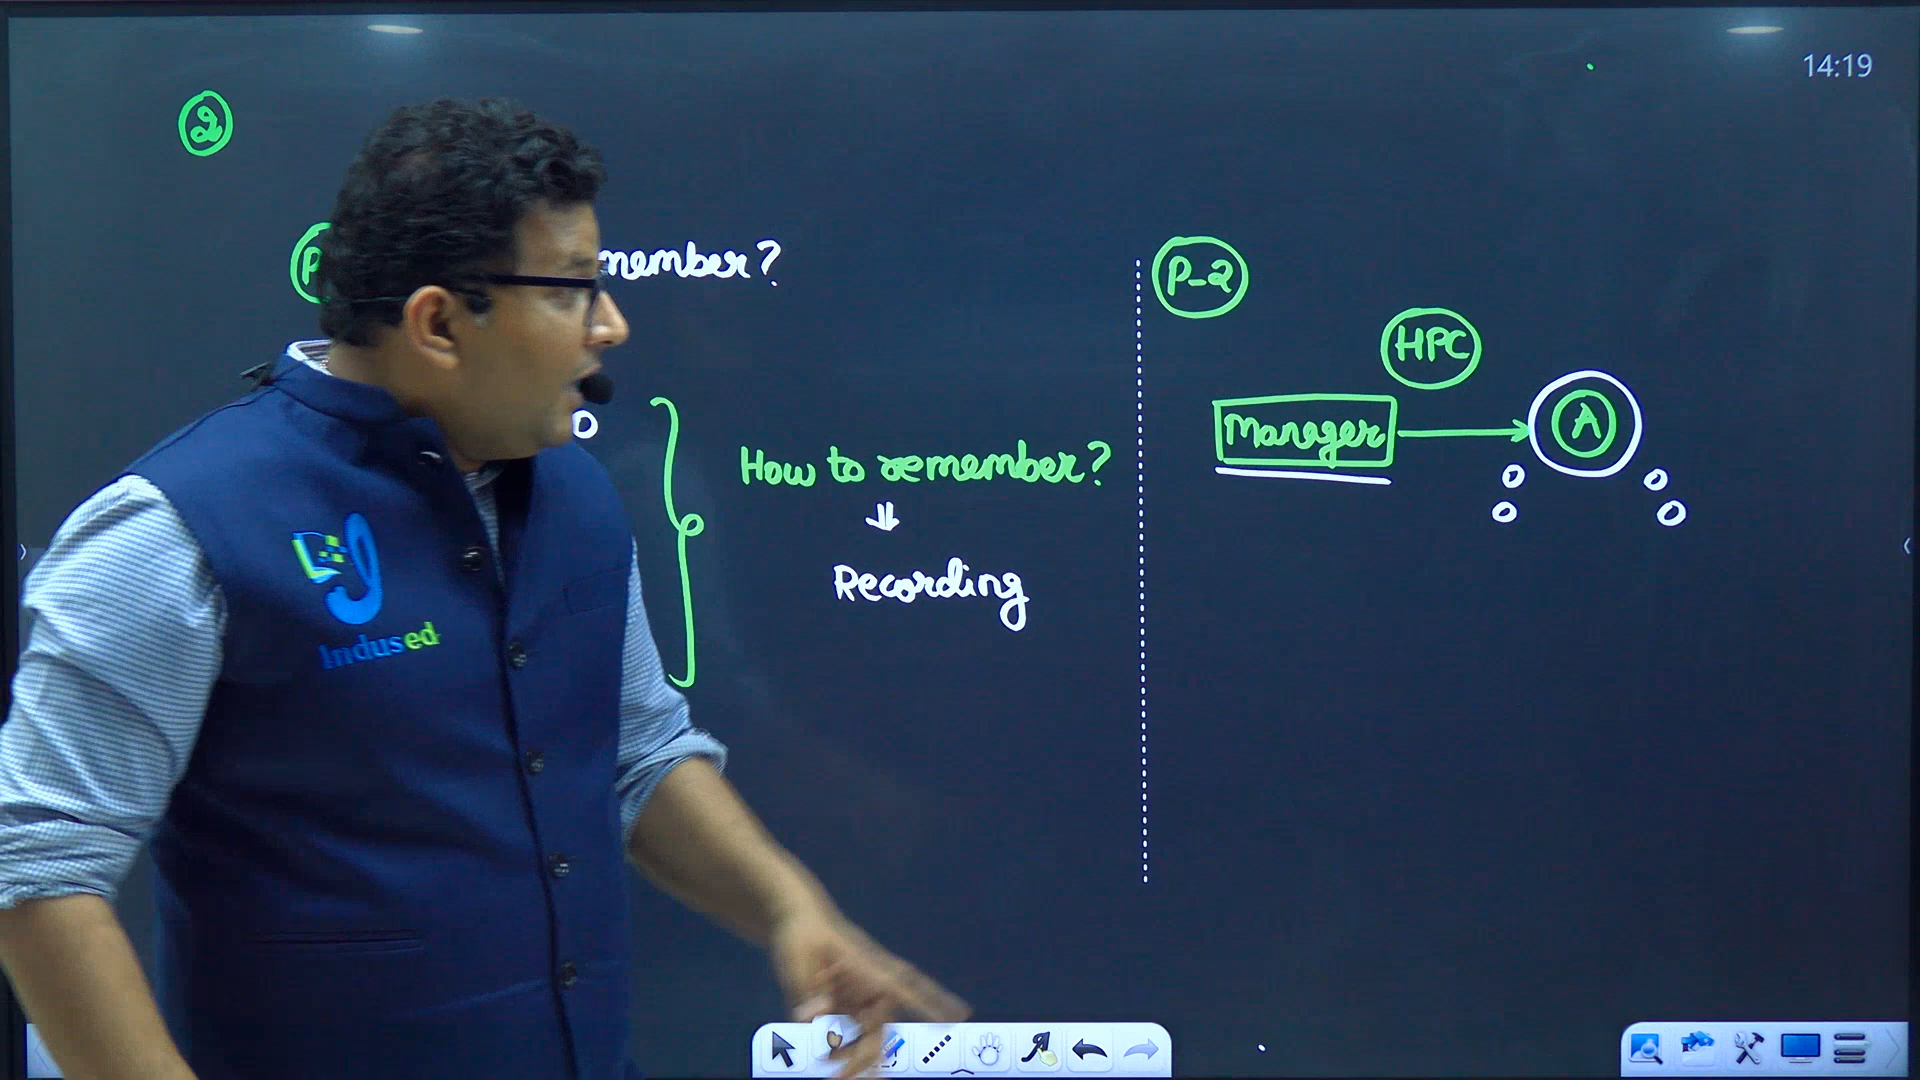 14:19
2
member?
How to remember?
Recording
P-2
HPC
Manager
A
Indused